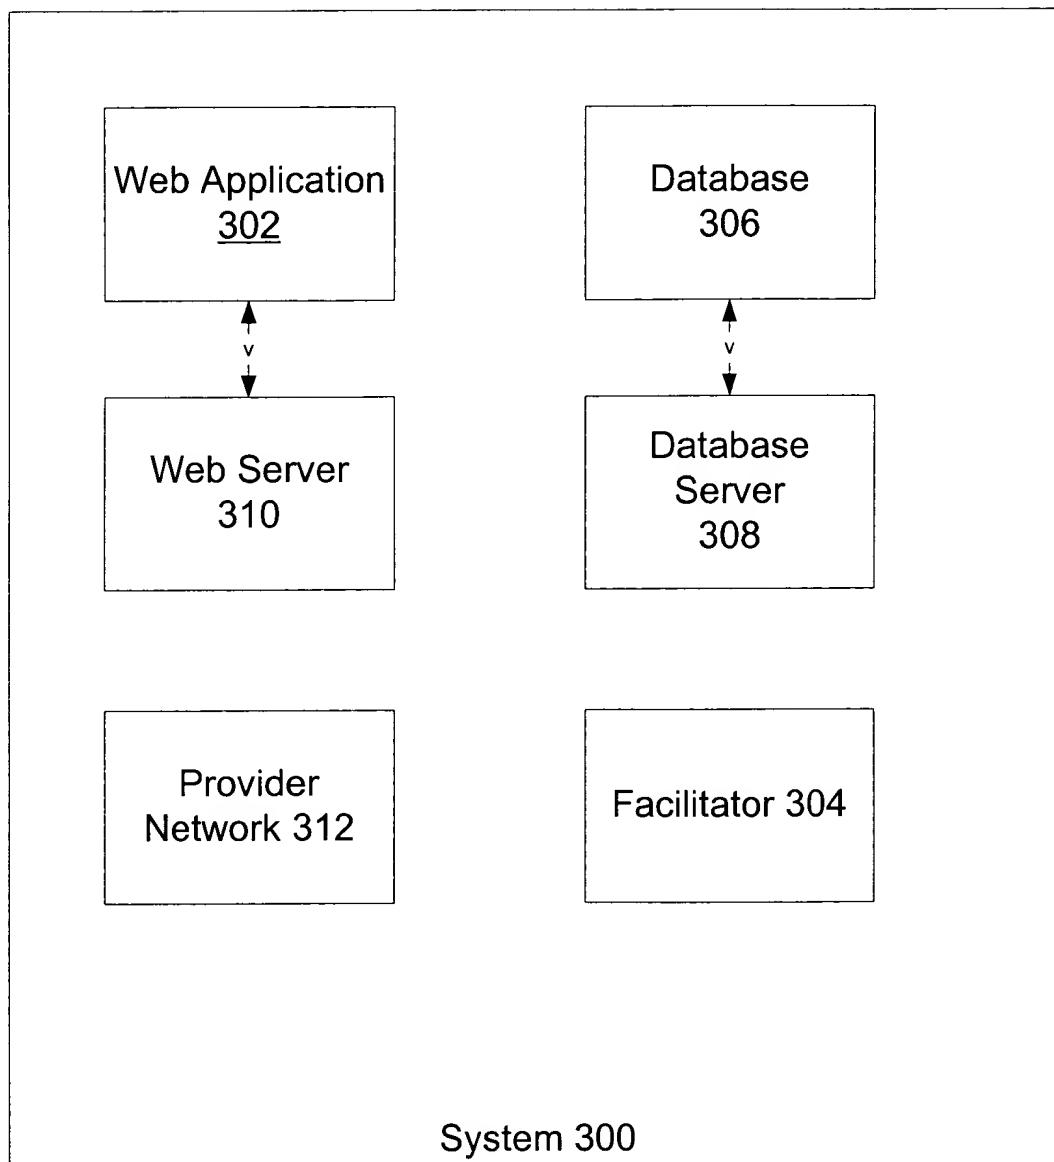 Web Application
302
Database
306
v
v
Web Server
310
Database
Server
308
Provider
Network 312
Facilitator 304
System 300